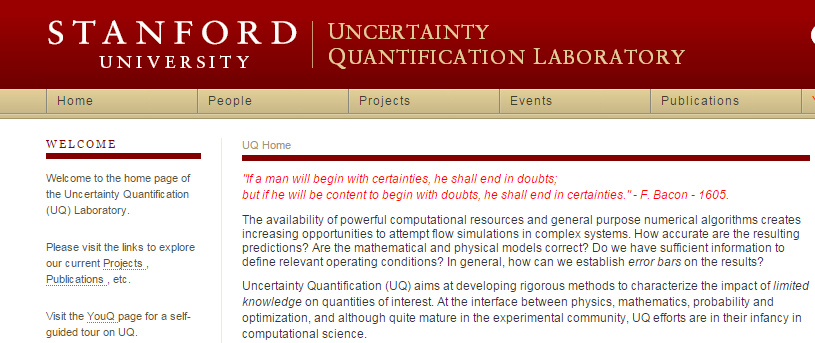 STANFORD
UNIVERSITY
UNCERTAINTY
QUANTIFICATION LABORATORY
Home People Projects Events Publications
WELCOME
Welcome to the home page of
the Uncertainty Quantification
(UQ) Laboratory.
Please visit the links to explore
our current Projects ,
Publications , etc.
Visit the YouQ page for a self-
guided tour on UQ.
UQ Home
"If a man will begin with certainties, he shall end in doubts;
but if he will be content to begin with doubts, he shall end in certainties." - F. Bacon - 1605.
The availability of powerful computational resources and general purpose numerical algorithms creates
increasing opportunities to attempt flow simulations in complex systems. How accurate are the resulting
predictions? Are the mathematical and physical models correct? Do we have sufficient information to
define relevant operating conditions? In general, how can we establish error bars on the results?
Uncertainty Quantification (UQ) aims at developing rigorous methods to characterize the impact of limited
knowledge on quantities of interest. At the interface between physics, mathematics, probability and
optimization, and although quite mature in the experimental community, UQ efforts are in their infancy in
computational science.